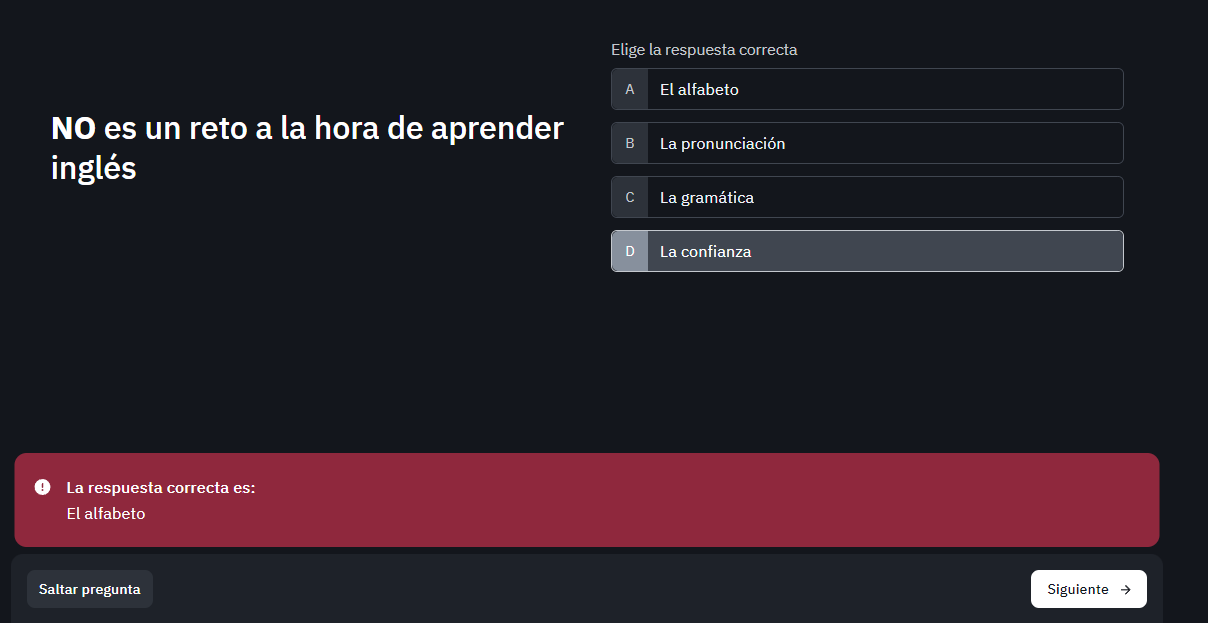 NO es un reto a la hora de aprender
inglés
Elige la respuesta correcta
A El alfabeto
B La pronunciación
C La gramática
D La confianza
La respuesta correcta es:
El alfabeto
Saltar pregunta
Siguiente →